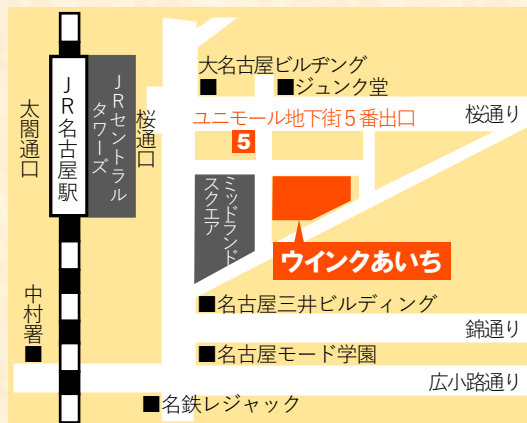 大名古屋ビルヂング
ジュンク堂
ユニモール地下街5番出口
5
桜通り
JRセントラル
タワーズ
JR名古屋駅
太閤通口
桜通口
ミッドランド
スクエア
ウインクあいち
中村署
名古屋三井ビルディング
錦通り
名古屋モード学園
広小路通り
名鉄レジャック